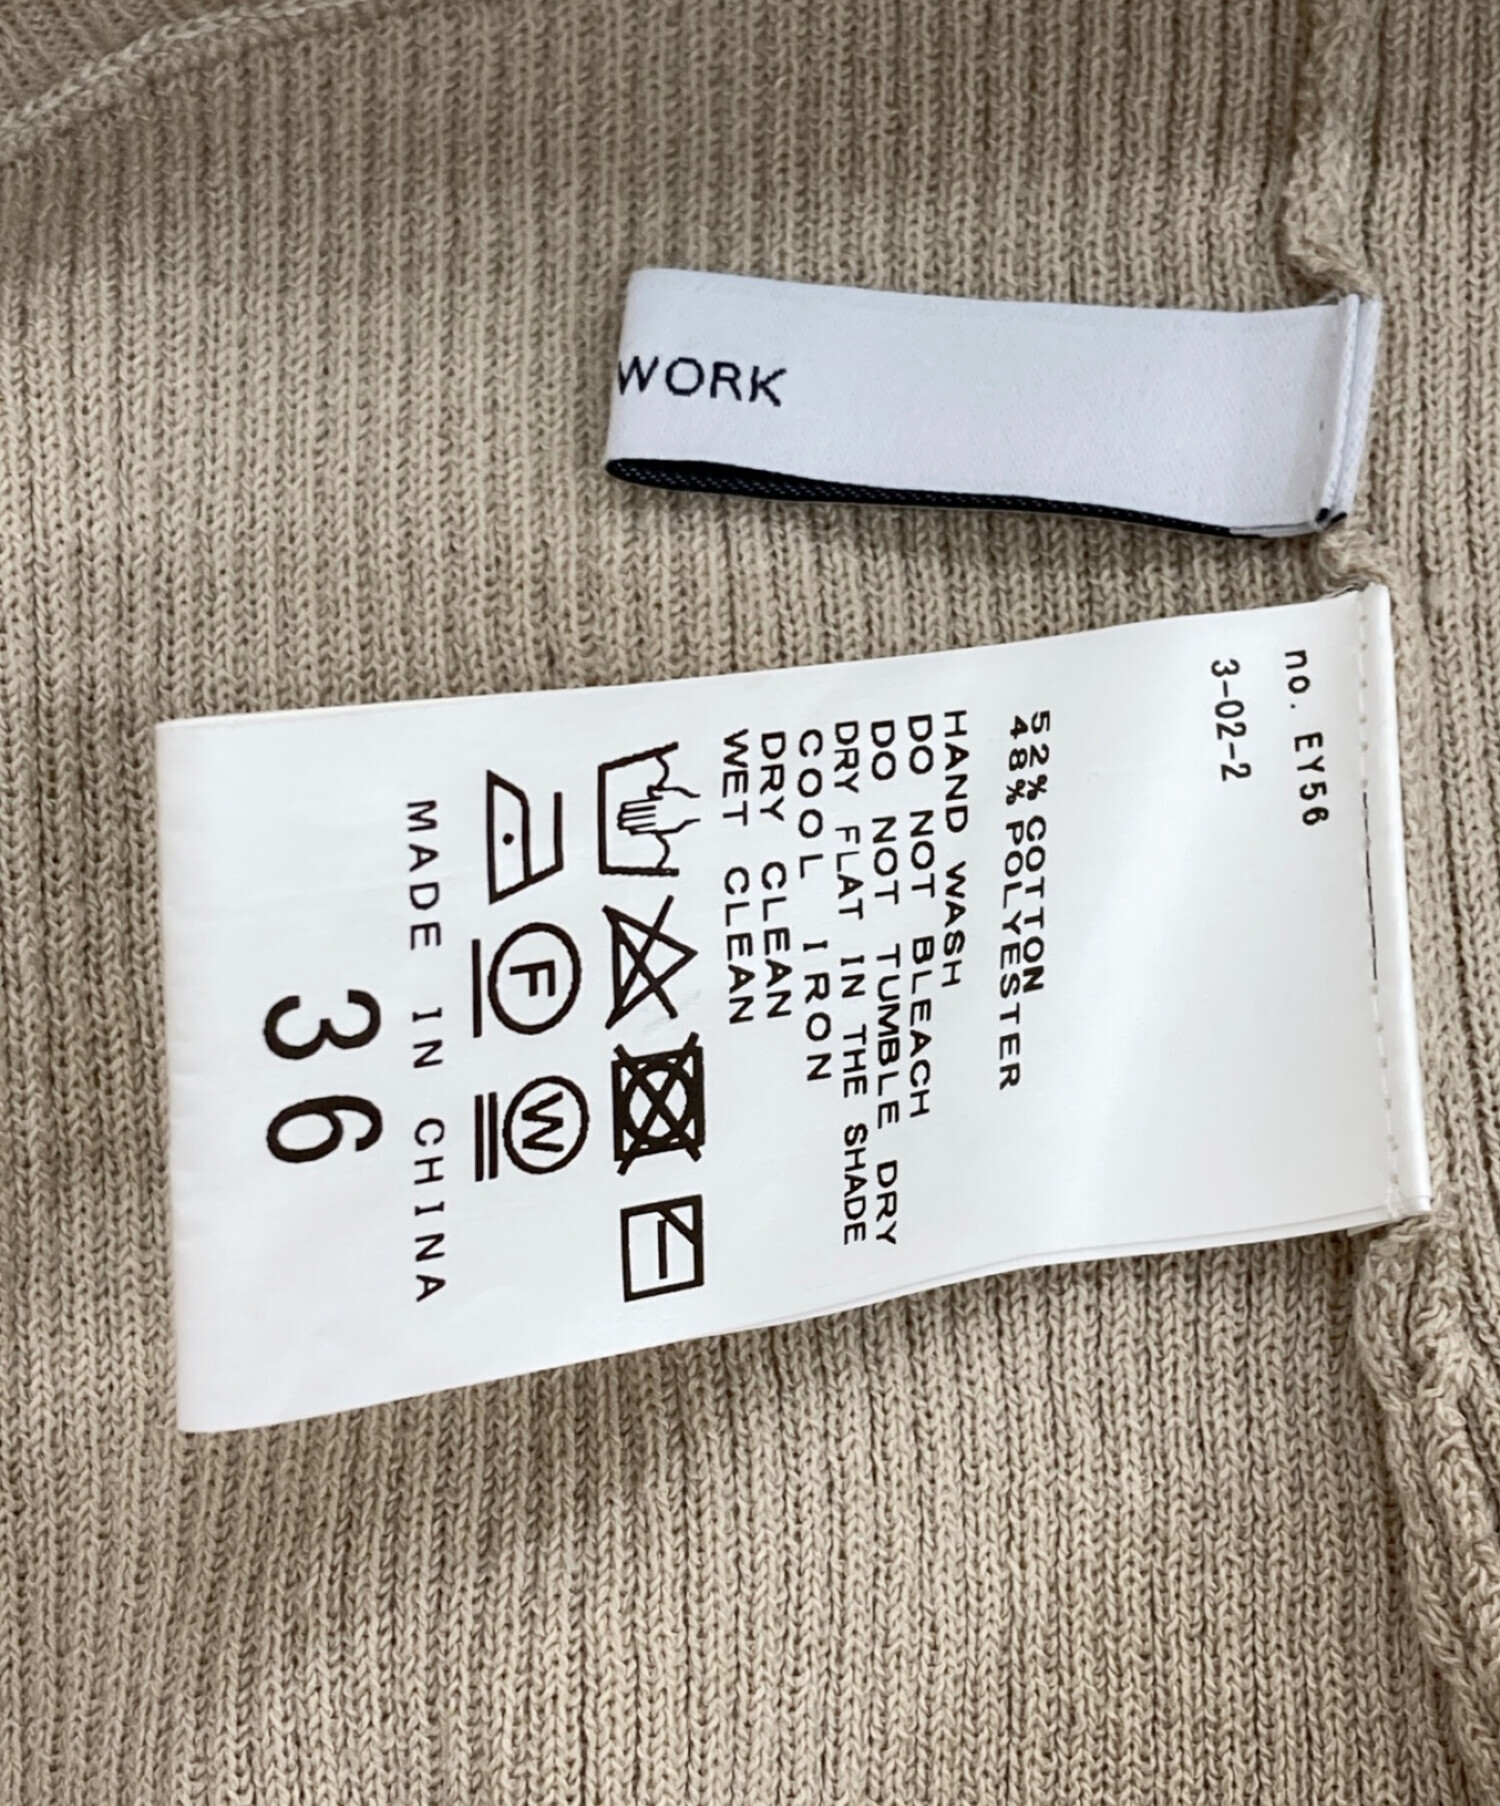 WORK
no. EY56
3-02-2
52% COTTON
48% POLYESTER
HAND WASH
DO NOT BLEACH
DO NOT TUMBLE DRY
DRY FLAT IN THE SHADE
COOL IRON
DRY CLEAN
WET CLEAN
F W
MADE IN CHINA
36